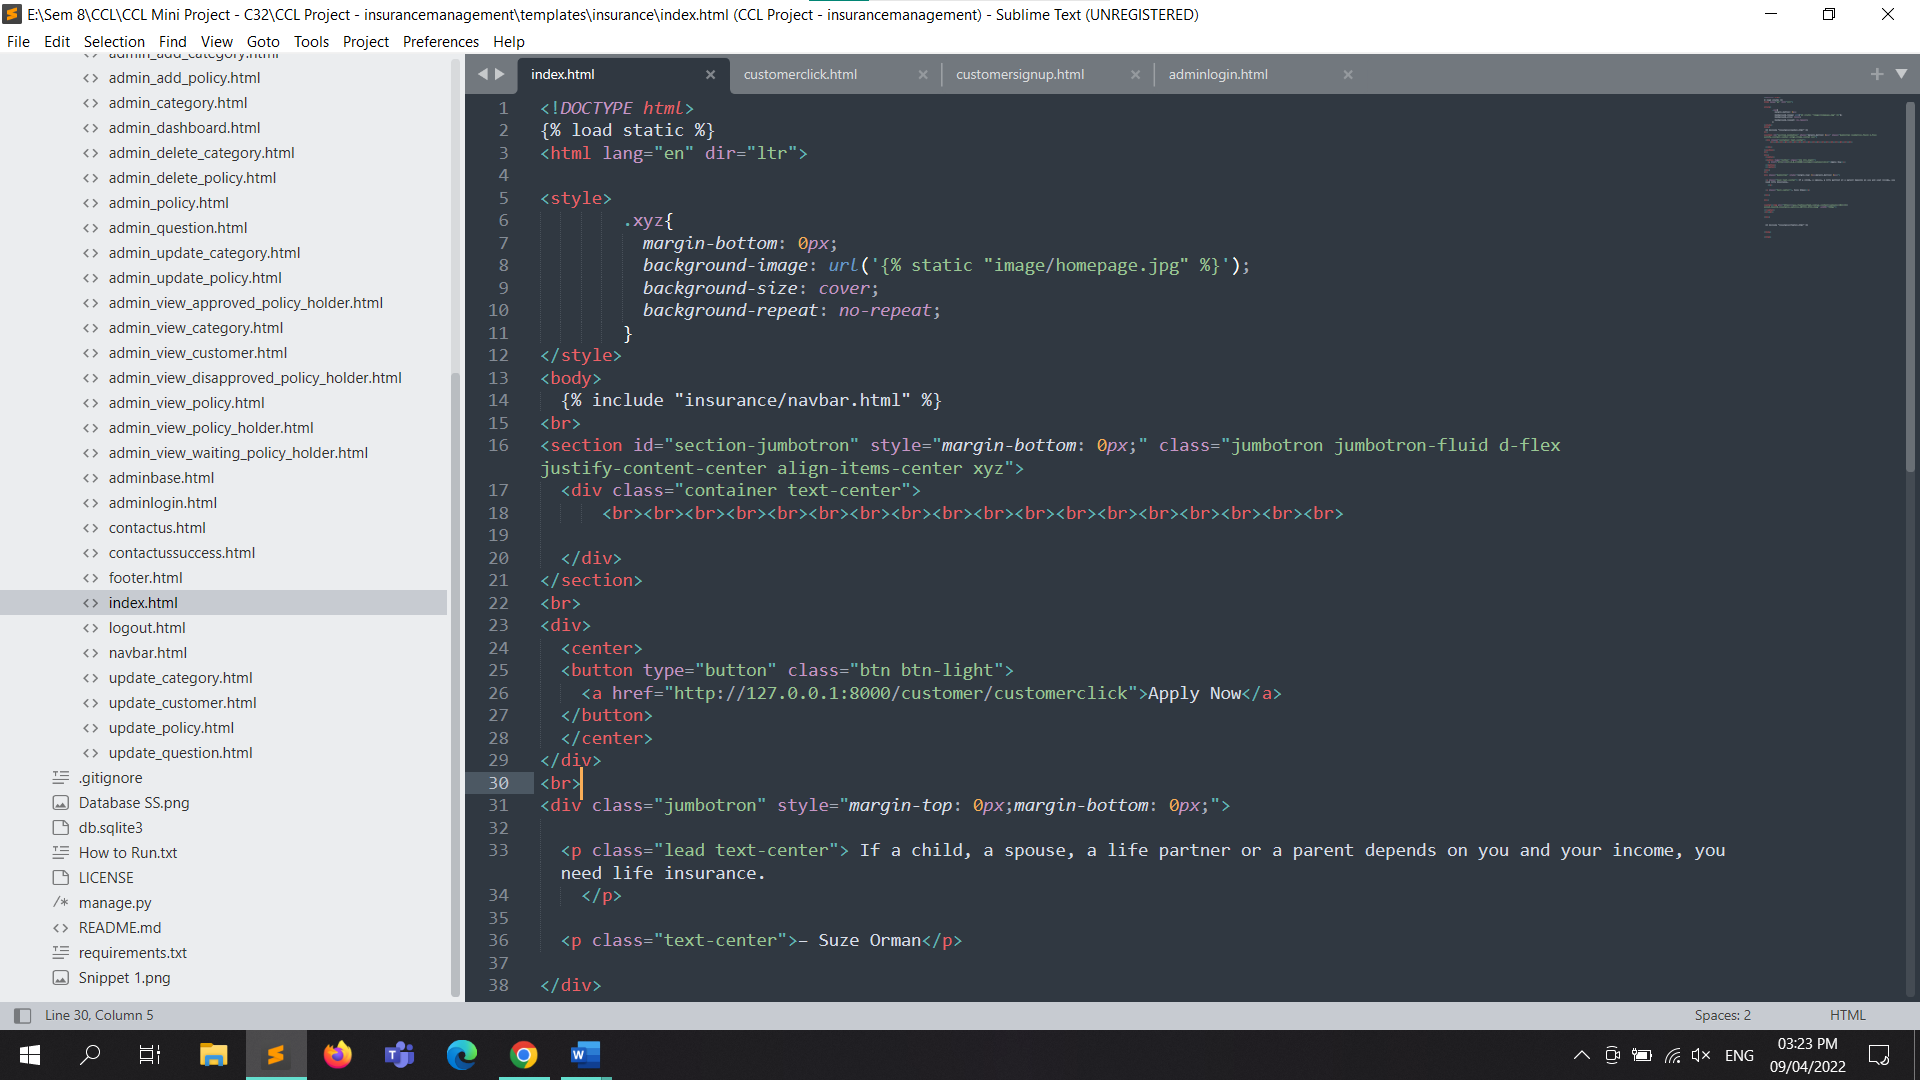 E:\Sem 8\CCL\CCL Mini Project - C32\CCL Project - insurancemanagement\templates\insurance\index.html (CCL Project - insurancemanagement) - Sublime Text (UNREGISTERED)
File Edit Selection Find View Goto Tools Project Preferences Help
admin_add_category.html
admin_add_policy.html
admin_category.html
admin_dashboard.html
admin_delete_category.html
admin_delete_policy.html
admin_policy.html
admin_question.html
admin_update_category.html
admin_update_policy.html
admin_view_approved_policy_holder.html
admin_view_category.html
admin_view_customer.html
admin_view_disapproved_policy_holder.html
admin_view_policy.html
admin_view_policy_holder.html
admin_view_waiting_policy_holder.html
adminbase.html
adminlogin.html
contactus.html
contactussuccess.html
footer.html
index.html
logout.html
navbar.html
update_category.html
update_customer.html
update_policy.html
update_question.html
.gitignore
Database SS.png
db.sqlite3
How to Run.txt
LICENSE
manage.py
README.md
requirements.txt
Snippet 1.png
index.html customerclick.html customersignup.html adminlogin.html
1 <!DOCTYPE html>
2 {% load static %}
3 <html lang="en" dir="ltr">
4
5 <style>
6 .xyz{
7 margin-bottom: 0px;
8 background-image: url('{% static "image/homepage.jpg" %}');
9 background-size: cover;
10 background-repeat: no-repeat;
11 }
12 </style>
13 <body>
14 {% include "insurance/navbar.html" %}
15 <br>
16 <section id="section-jumbotron" style="margin-bottom: 0px;" class="jumbotron jumbotron-fluid d-flex
justify-content-center align-items-center xyz">
17 <div class="container text-center">
18 <br><br><br><br><br><br><br><br><br><br><br><br><br><br><br><br><br><br>
19
20 </div>
21 </section>
22 <br>
23 <div>
24 <center>
25 <button type="button" class="btn btn-light">
26 <a href="http://127.0.0.1:8000/customer/customerclick">Apply Now</a>
27 </button>
28 </center>
29 </div>
30 <br>
31 <div class="jumbotron" style="margin-top: 0px;margin-bottom: 0px;">
32
33 <p class="lead text-center"> If a child, a spouse, a life partner or a parent depends on you and your income, you
need life insurance.
34 </p>
35
36 <p class="text-center">– Suze Orman</p>
37
38 </div>
Line 30, Column 5 Spaces: 2 HTML
ENG
03:23 PM
09/04/2022